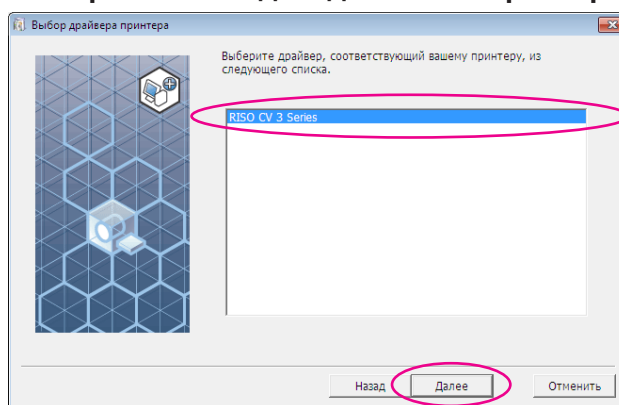 Выбор драйвера принтера
Выберите драйвер, соответствующий вашему принтеру, из
следующего списка.
RISO CV 3 Series
Назад
Далее
Отменить